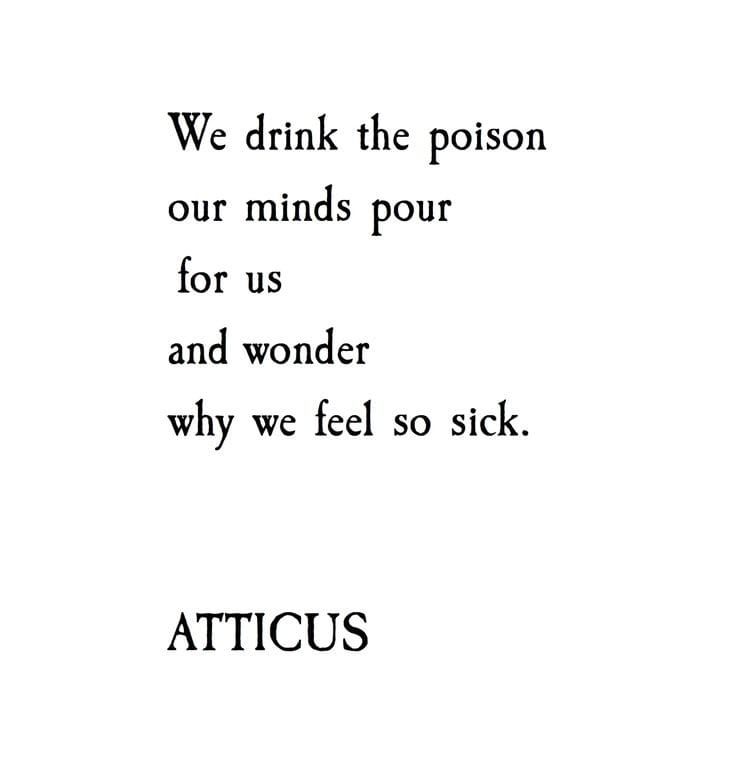 We drink the poison
our minds pour
for us
and wonder
why we feel so sick.
ATTICUS